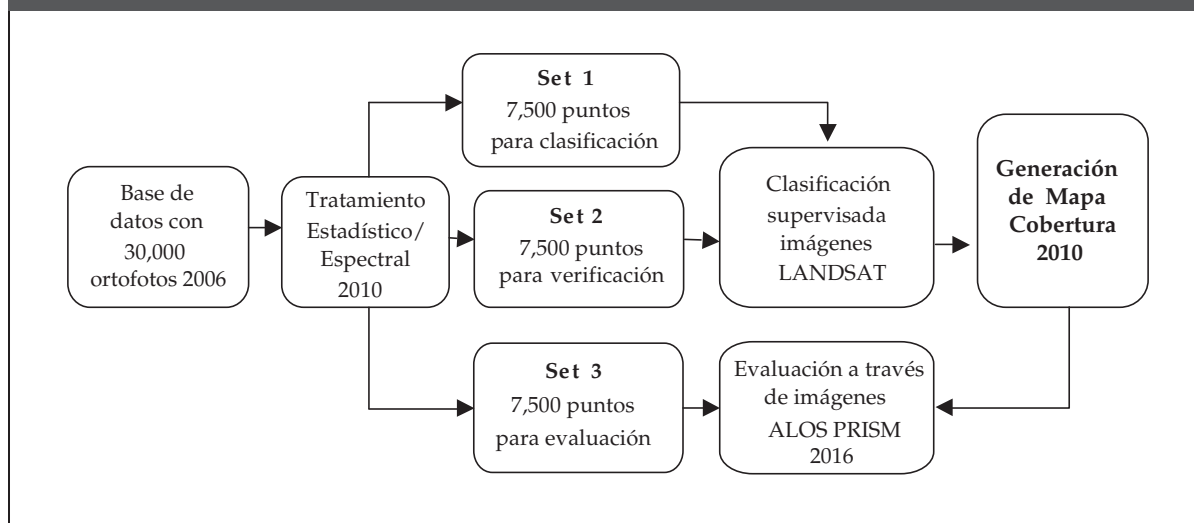 Base de
datos con
30,000
ortofotos 2006
Tratamiento
Estadístico/
Espectral
2010
Set 1
7,500 puntos
para clasificación
Set 2
7,500 puntos
para verificación
Set 3
7,500 puntos
para evaluación
Clasificación
supervisada
imágenes
LANDSAT
Evaluación a través
de imágenes
ALOS PRISM
2016
Generación
de Mapa
Cobertura
2010